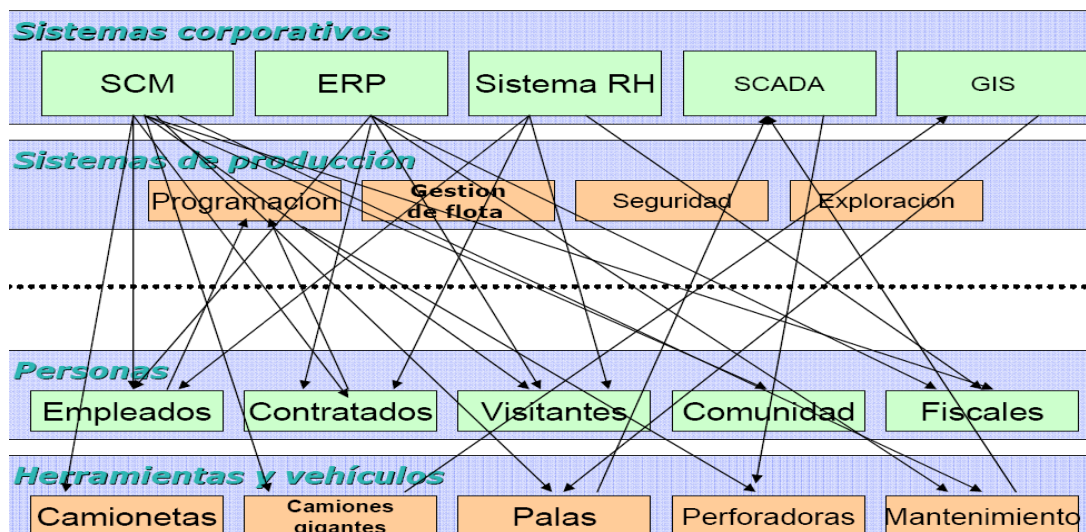 Sistemas corporativos
SCM
ERP
Sistema RH
SCADA
GIS
Sistemas de producción
Programacion
Gestion
de flota
Seguridad
Exploracion
Personas
Empleados
Contratados
Visitantes
Comunidad
Fiscales
Herramientas y vehículos
Camionetas
Camiones
gigantes
Palas
Perforadoras
Mantenimiento